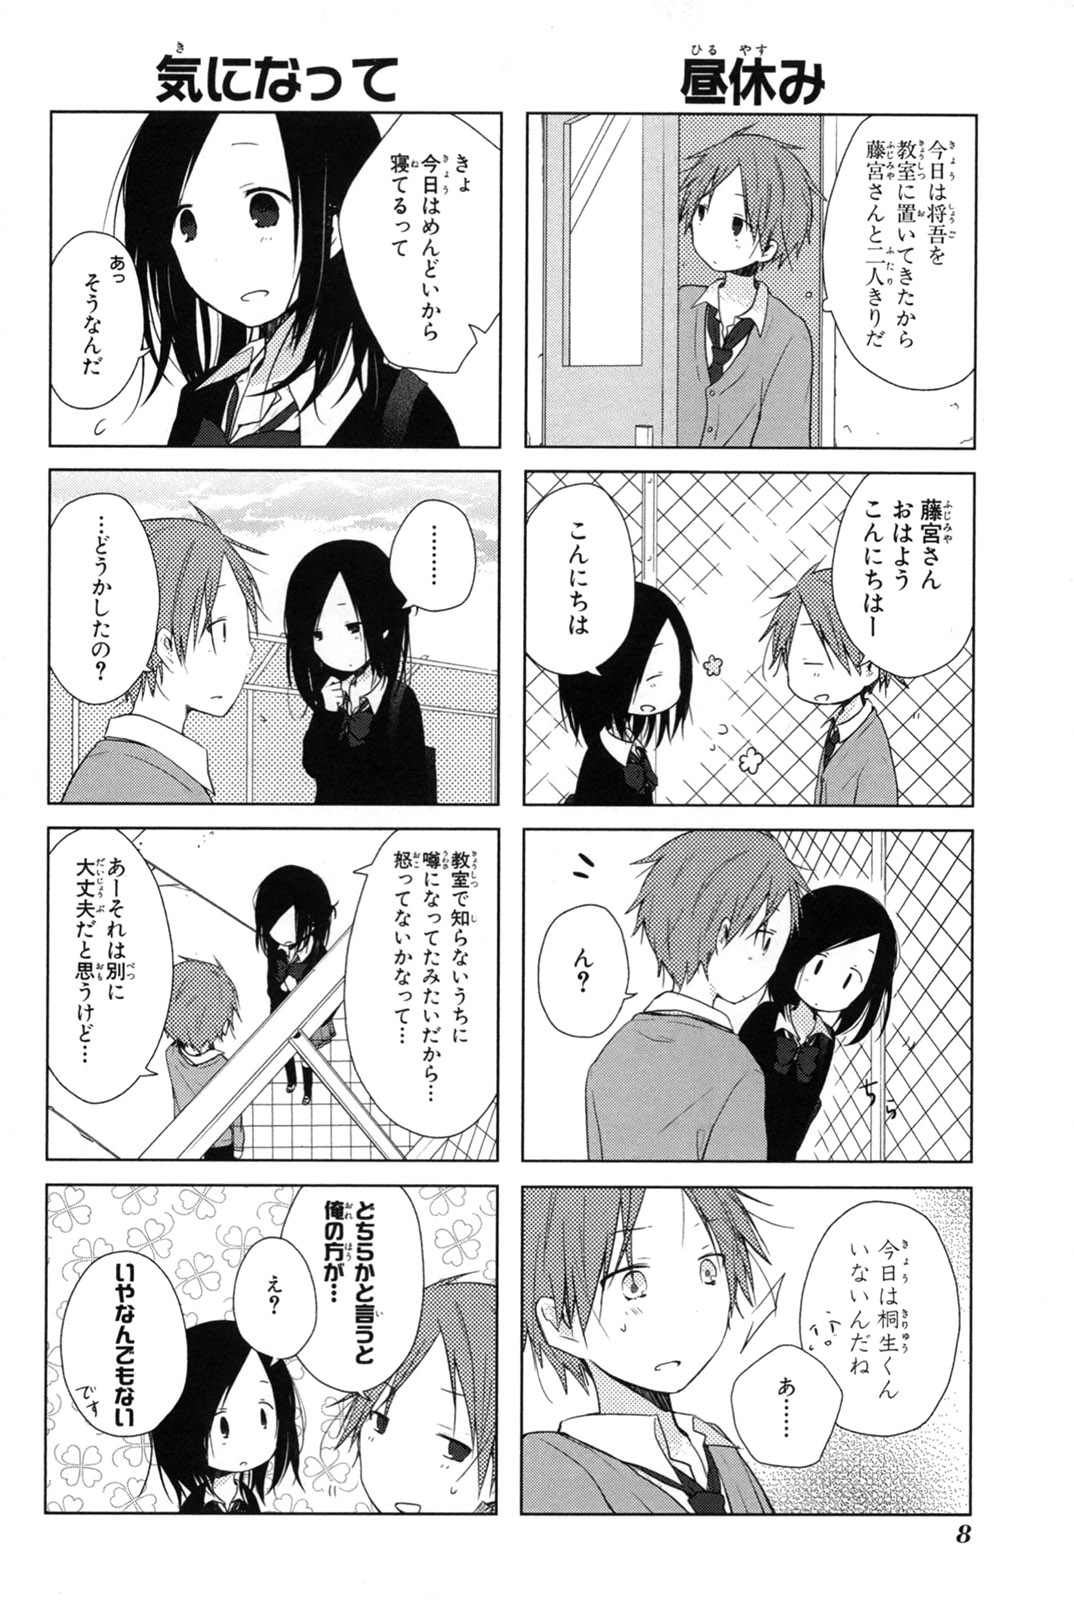 昼休み
今日は将吾を
教室に置いてきたから
藤宮さんと二人きりだ
藤宮さん
おはよう
こんにちはー
こんにちは
ん?
ちら
今日は桐生くん
いないんだね
あ……
気になって
きょ
今日はめんどいから
寝てるって
あっ
そうなんだ
………
…どうかしたの?
教室で知らないうちに
噂になってたみたいだから…
怒ってないかなって…
あーそれは別に
大丈夫だと思うけど…
どちらかと言うと
俺の方が…
え?
いやなんでもない
です
8